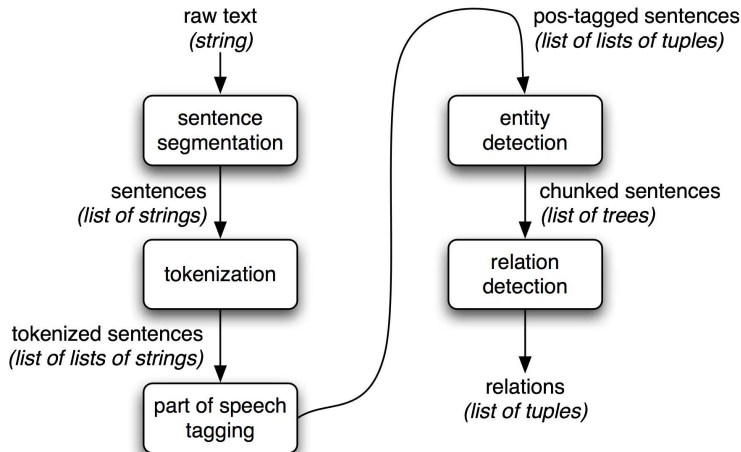 raw text
(string)
sentence
segmentation
sentences
(list of strings)
tokenization
tokenized sentences
(list of lists of strings)
part of speech
tagging
pos-tagged sentences
(list of lists of tuples)
entity
detection
chunked sentences
(list of trees)
relation
detection
relations
(list of tuples)